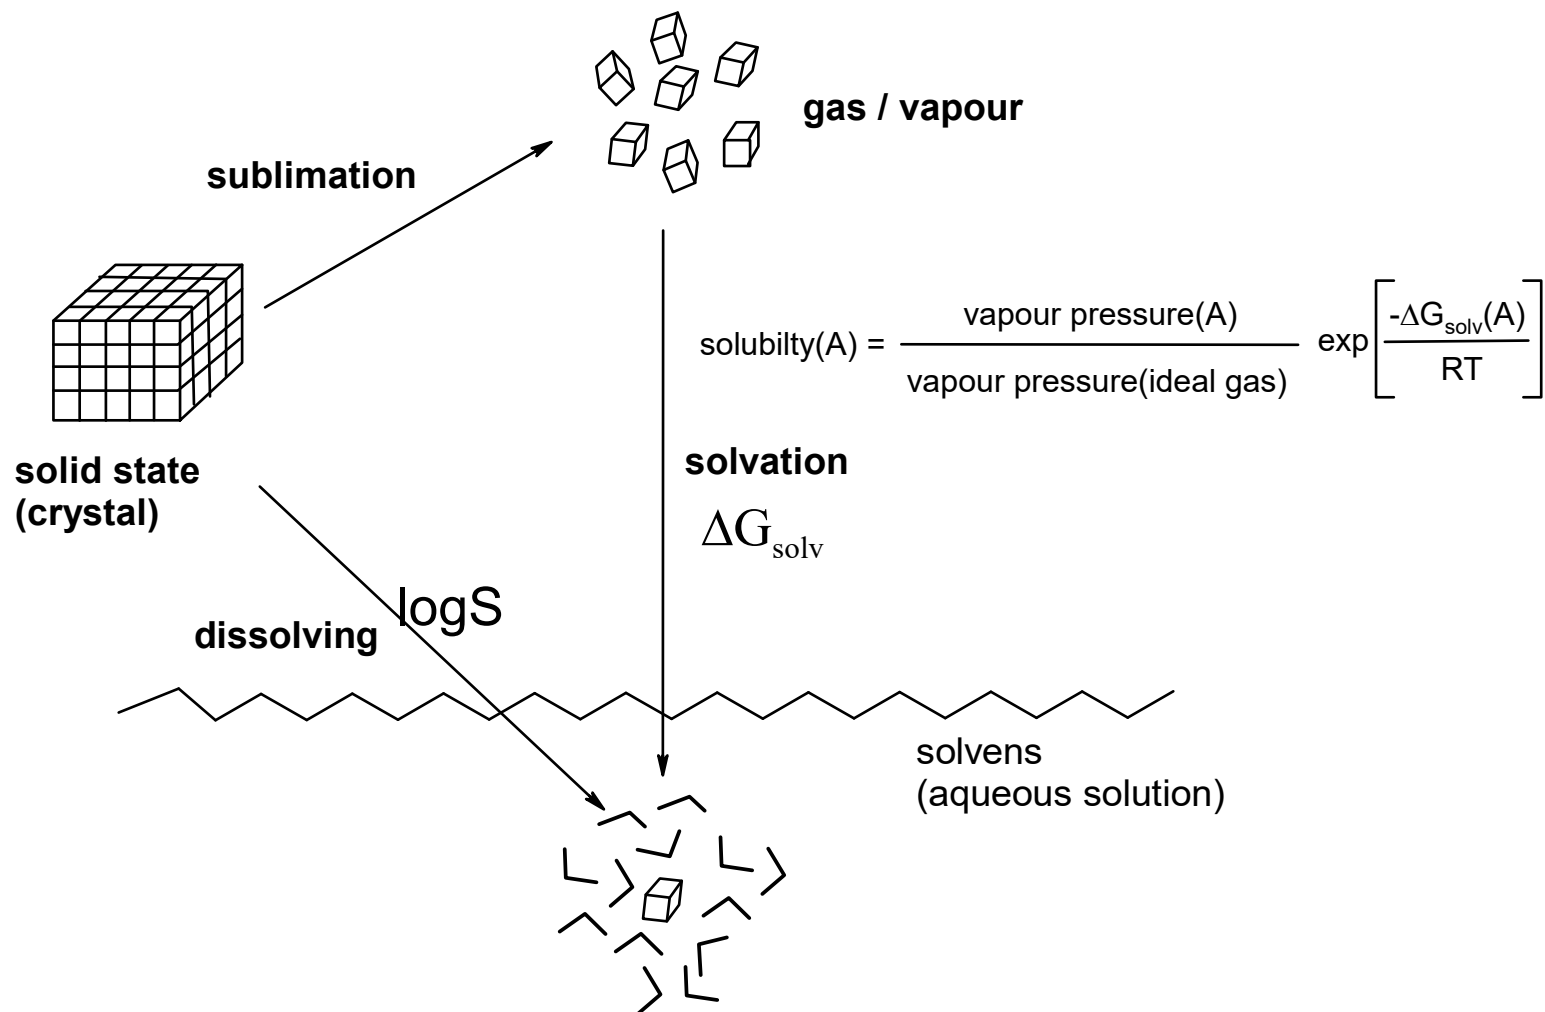 gas / vapour
sublimation
solubilty(A) = vapour pressure(A) / vapour pressure(ideal gas) exp[-ΔGsolv(A) / RT]
solid state
(crystal)
solvation
ΔGsolv
logS
dissolving
solvens
(aqueous solution)